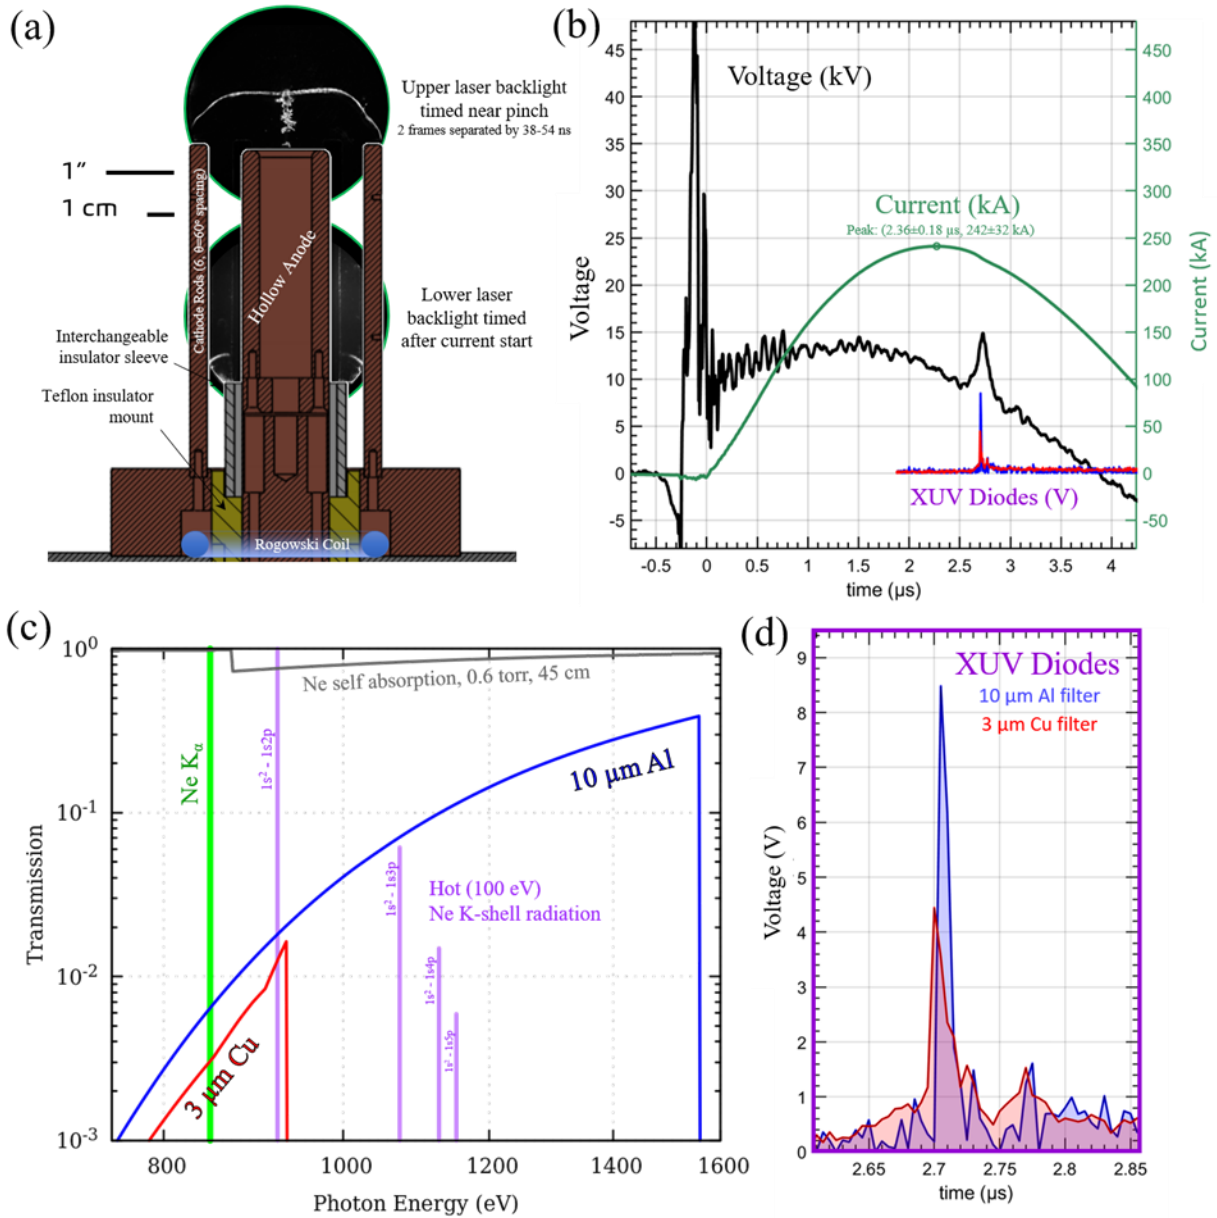 (a)
Upper laser backlight
timed near pinch
2 frames separated by 38-54 ns
1"
1 cm
Cathode Rods (6, θ=60° spacing)
Hollow Anode
Lower laser
backlight timed
after current start
Interchangeable
insulator sleeve
Teflon insulator
mount
Rogowski Coil
(b)
Voltage (kV)
Current (kA)
Peak: (2.36±0.18 µs, 242±32 kA)
XUV Diodes (V)
Voltage
45
40
35
30
25
20
15
10
5
0
-5
450
400
350
300
250
200
150
100
50
0
-50
Current (kA)
-0.5 0 0.5 1 1.5 2 2.5 3 3.5 4
time (µs)
(c)
Ne self absorption, 0.6 torr, 45 cm
Ne Kα
1s² - 1s2p
10 µm Al
3 µm Cu
1s² - 1s3p
1s² - 1s4p
1s² - 1s5p
Hot (100 eV)
Ne K-shell radiation
Transmission
10⁰
10⁻¹
10⁻²
10⁻³
800 1000 1200 1400 1600
Photon Energy (eV)
(d)
XUV Diodes
10 µm Al filter
3 µm Cu filter
Voltage (V)
9
8
7
6
5
4
3
2
1
0
2.65 2.7 2.75 2.8 2.85
time (µs)